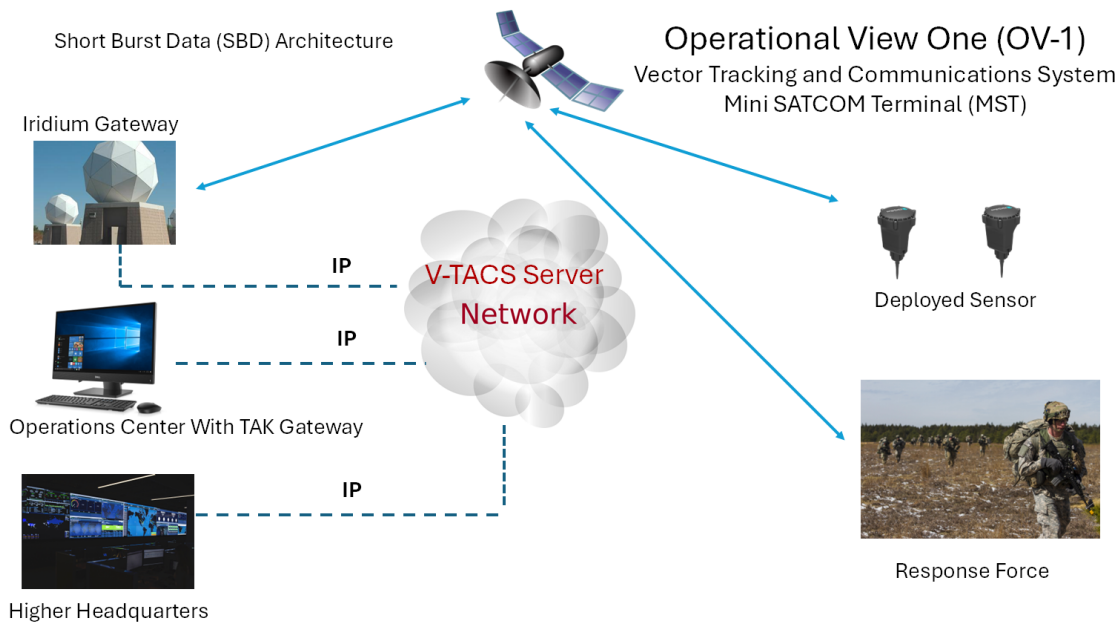 Short Burst Data (SBD) Architecture
Operational View One (OV-1)
Vector Tracking and Communications System
Mini SATCOM Terminal (MST)
Iridium Gateway
IP
V-TACS Server
Network
Deployed Sensor
IP
Operations Center With TAK Gateway
IP
Response Force
Higher Headquarters